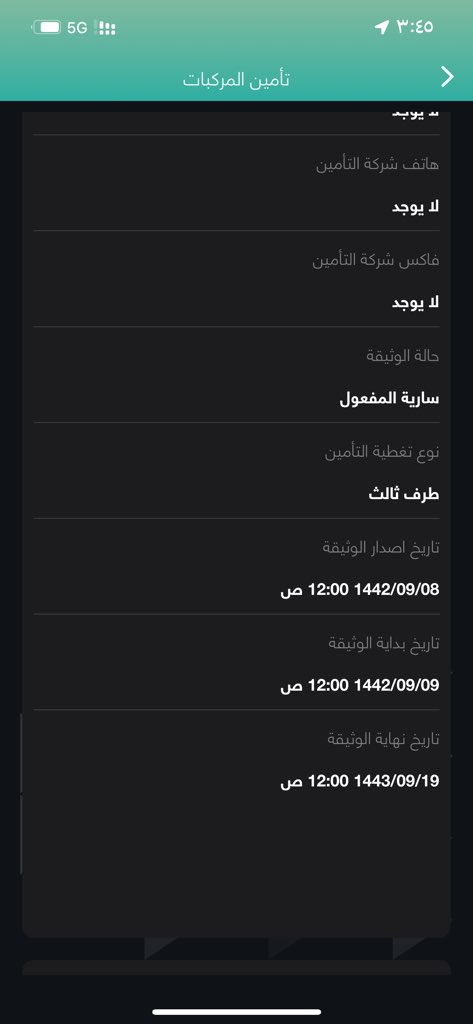 ٣:٤٥
5G
تأمين المركبات
لا يوجد
هاتف شركة التأمين
لا يوجد
فاكس شركة التأمين
لا يوجد
حالة الوثيقة
سارية المفعول
نوع تغطية التأمين
طرف ثالث
تاريخ اصدار الوثيقة
1442/09/08 12:00 ص
تاريخ بداية الوثيقة
1442/09/09 12:00 ص
تاريخ نهاية الوثيقة
1443/09/19 12:00 ص